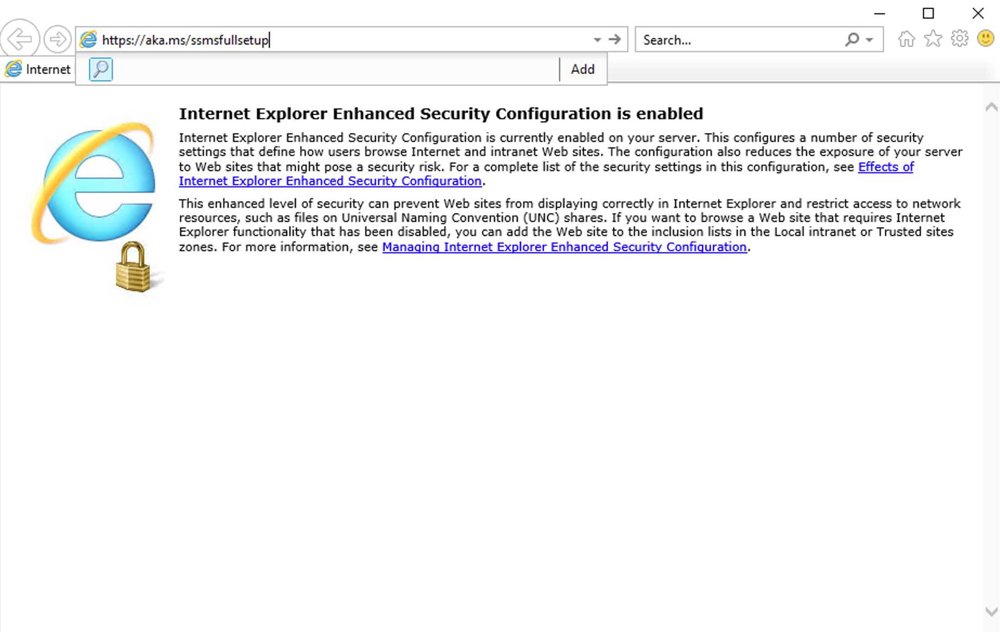 https://aka.ms/ssmsfullsetup
Search...
Internet
Add
Internet Explorer Enhanced Security Configuration is enabled
Internet Explorer Enhanced Security Configuration is currently enabled on your server. This configures a number of security
settings that define how users browse Internet and intranet Web sites. The configuration also reduces the exposure of your server
to Web sites that might pose a security risk. For a complete list of the security settings in this configuration, see Effects of
Internet Explorer Enhanced Security Configuration.
This enhanced level of security can prevent Web sites from displaying correctly in Internet Explorer and restrict access to network
resources, such as files on Universal Naming Convention (UNC) shares. If you want to browse a Web site that requires Internet
Explorer functionality that has been disabled, you can add the Web site to the inclusion lists in the Local intranet or Trusted sites
zones. For more information, see Managing Internet Explorer Enhanced Security Configuration.